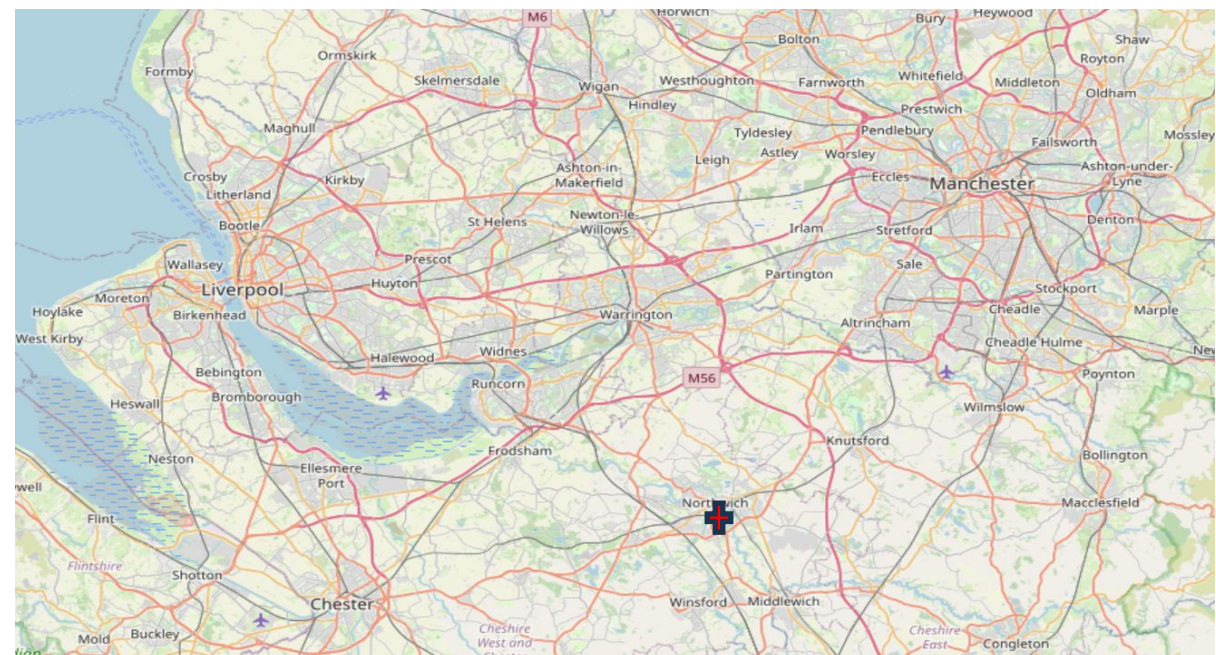 M6
Horwich
Bury
Heywood
Ormskirk
Bolton
Shaw
Formby
Skelmersdale
Wigan
Westhoughton
Farnworth
Whitefield
Middleton
Royton
Oldham
Hindley
Prestwich
Maghull
Tyldesley
Pendlebury
Failsworth
Mossley
Crosby
Kirkby
Ashton-in-
Makerfield
Leigh
Astley
Worsley
Eccles
Manchester
Ashton-under-
Lyne
Litherland
Bootle
St Helens
Newton-le-
Willows
Irlam
Stretford
Denton
Wallasey
Prescot
Huyton
Partington
Sale
Liverpool
Moreton
Hoylake
Birkenhead
Warrington
Stockport
West Kirby
Altrincham
Cheadle
Marple
Halewood
Widnes
Cheadle Hulme
New
Bebington
Runcorn
M56
Poynton
Heswall
Bromborough
Wilmslow
Neston
Ellesmere
Port
Frodsham
Knutsford
Bollington
well
Flint
Northwich
Macclesfield
Flintshire
Shotton
Chester
Winsford
Middlewich
Mold
Buckley
Cheshire
West and
Chester
Cheshire
East
Congleton